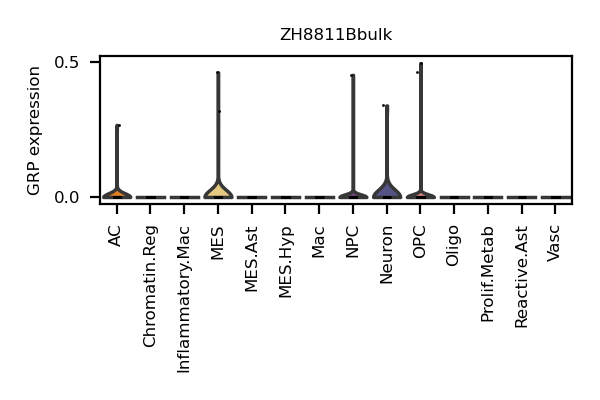 ZH8811Bbulk
GRP expression
0.5
0.0
AC
Chromatin.Reg
Inflammatory.Mac
MES
MES.Ast
MES.Hyp
Mac
NPC
Neuron
OPC
Oligo
Prolif.Metab
Reactive.Ast
Vasc